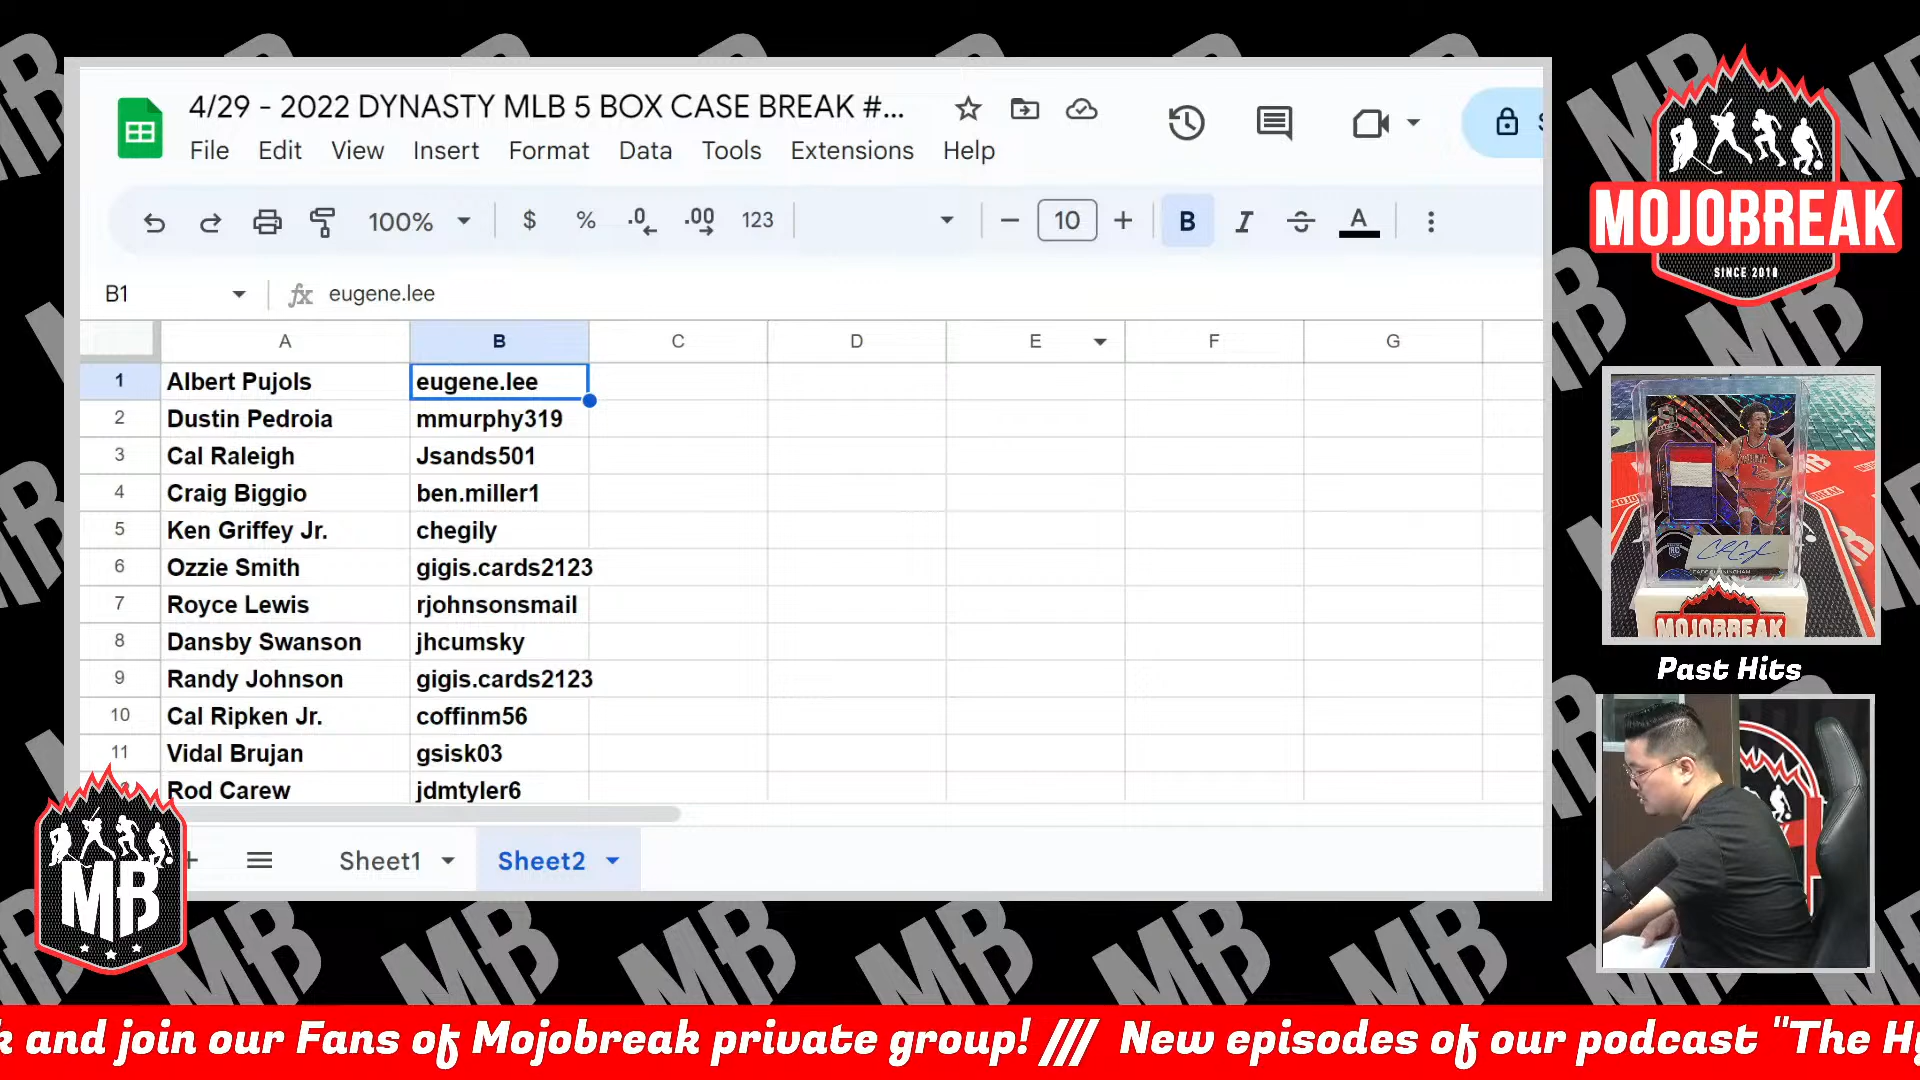 4/29 - 2022 DYNASTY MLB 5 BOX CASE BREAK #...
File Edit View Insert Format Data Tools Extensions Help
100% $ % .0 .00 123 10 B I S A
B1 fx eugene.lee
A B C D E F G
1 Albert Pujols eugene.lee
2 Dustin Pedroia mmurphy319
3 Cal Raleigh Jsands501
4 Craig Biggio ben.miller1
5 Ken Griffey Jr. chegily
6 Ozzie Smith gigis.cards2123
7 Royce Lewis rjohnsonsmail
8 Dansby Swanson jhcumsky
9 Randy Johnson gigis.cards2123
10 Cal Ripken Jr. coffinm56
11 Vidal Brujan gsisk03
Rod Carew jdmtyler6
Sheet1 Sheet2
MB
MOJOBREAK
SINCE 2010
MOJOBREAK
Past Hits
k and join our Fans of Mojobreak private group! /// New episodes of our podcast "The Hy